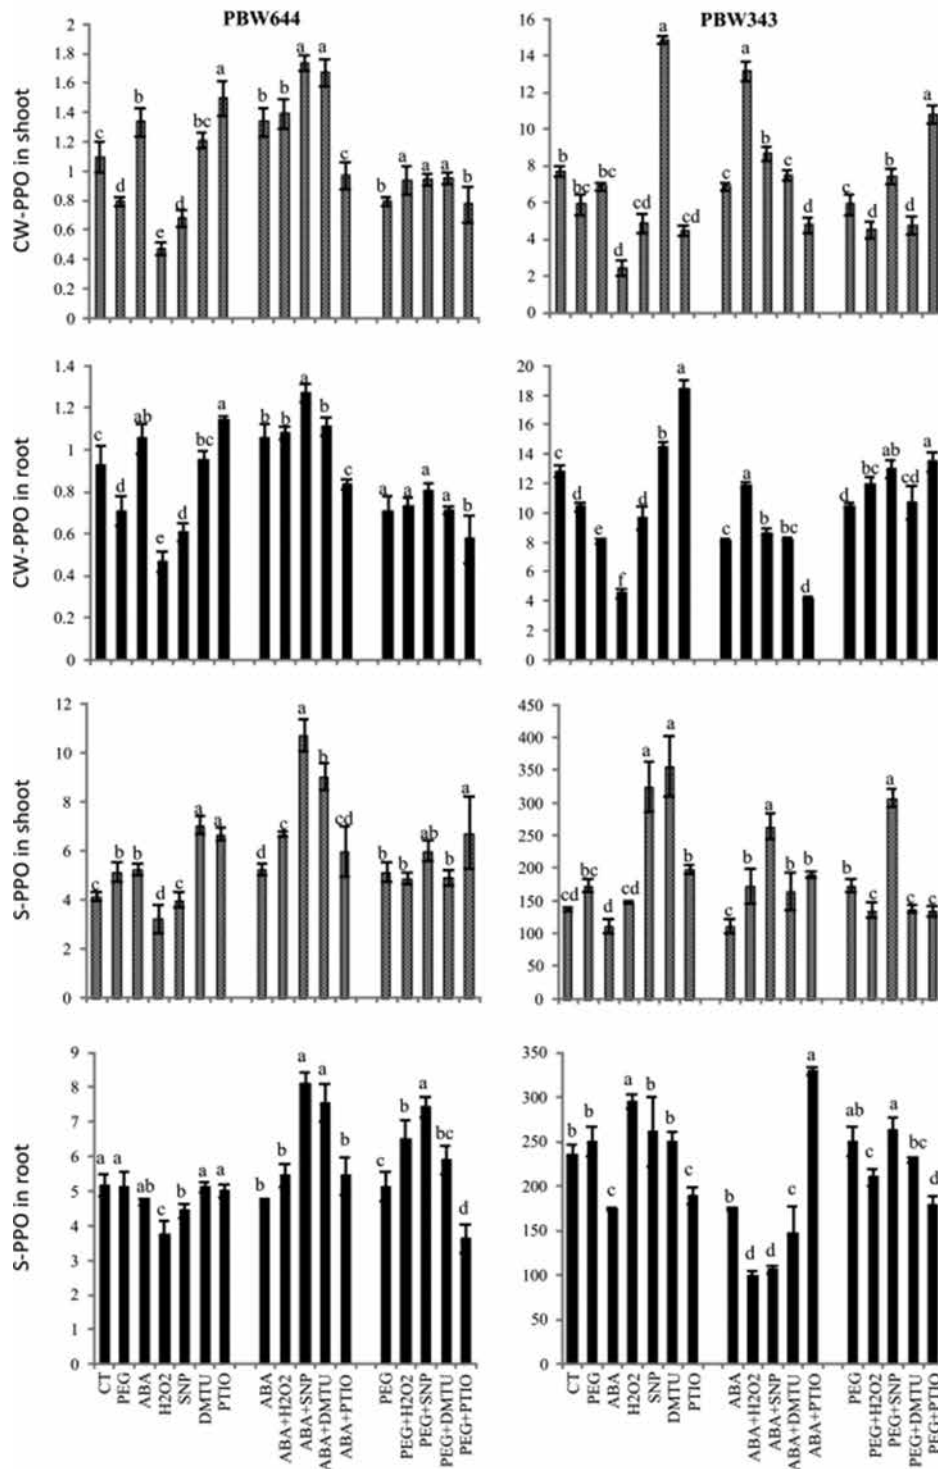 PBW644
PBW343
CW-PPO in shoot
2
1.8
1.6
1.4
1.2
1
0.8
0.6
0.4
0.2
0
c d b e d bc a
b b a a c
b a a a b
16
14
12
10
8
6
4
2
0
b bc bc d cd a cd
c a b c d
c d b d a
CW-PPO in root
1.4
1.2
1
0.8
0.6
0.4
0.2
0
c d ab e d bc a
b b a b c
a a a a b
20
18
16
14
12
10
8
6
4
2
0
c d e f d b a
c a b bc d
d bc ab cd a
S-PPO in shoot
12
10
8
6
4
2
0
c b b d c a a
d c a b cd
b b ab b a
450
400
350
300
250
200
150
100
50
0
cd bc d cd a a b
c b a b b
b c a c c
S-PPO in root
9
8
7
6
5
4
3
2
1
0
a a ab c b a a
b b a a b
c b a bc d
350
300
250
200
150
100
50
0
b b c a b b c
b d d c a
ab c a bc d
CT
PEG
ABA
H2O2
SNP
DMTU
PTIO
ABA
ABA+H2O2
ABA+SNP
ABA+DMTU
ABA+PTIO
PEG
PEG+H2O2
PEG+SNP
PEG+DMTU
PEG+PTIO
CT
PEG
ABA
H2O2
SNP
DMTU
PTIO
ABA
ABA+H2O2
ABA+SNP
ABA+DMTU
ABA+PTIO
PEG
PEG+H2O2
PEG+SNP
PEG+DMTU
PEG+PTIO